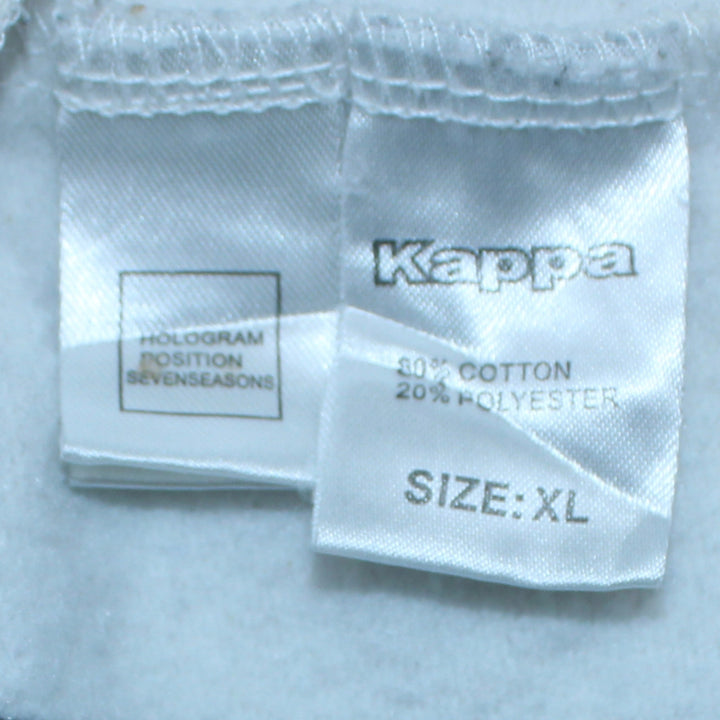 HOLOGRAM
POSITION
SEVENSEASONS
Kappa
80% COTTON
20% POLYESTER
SIZE: XL